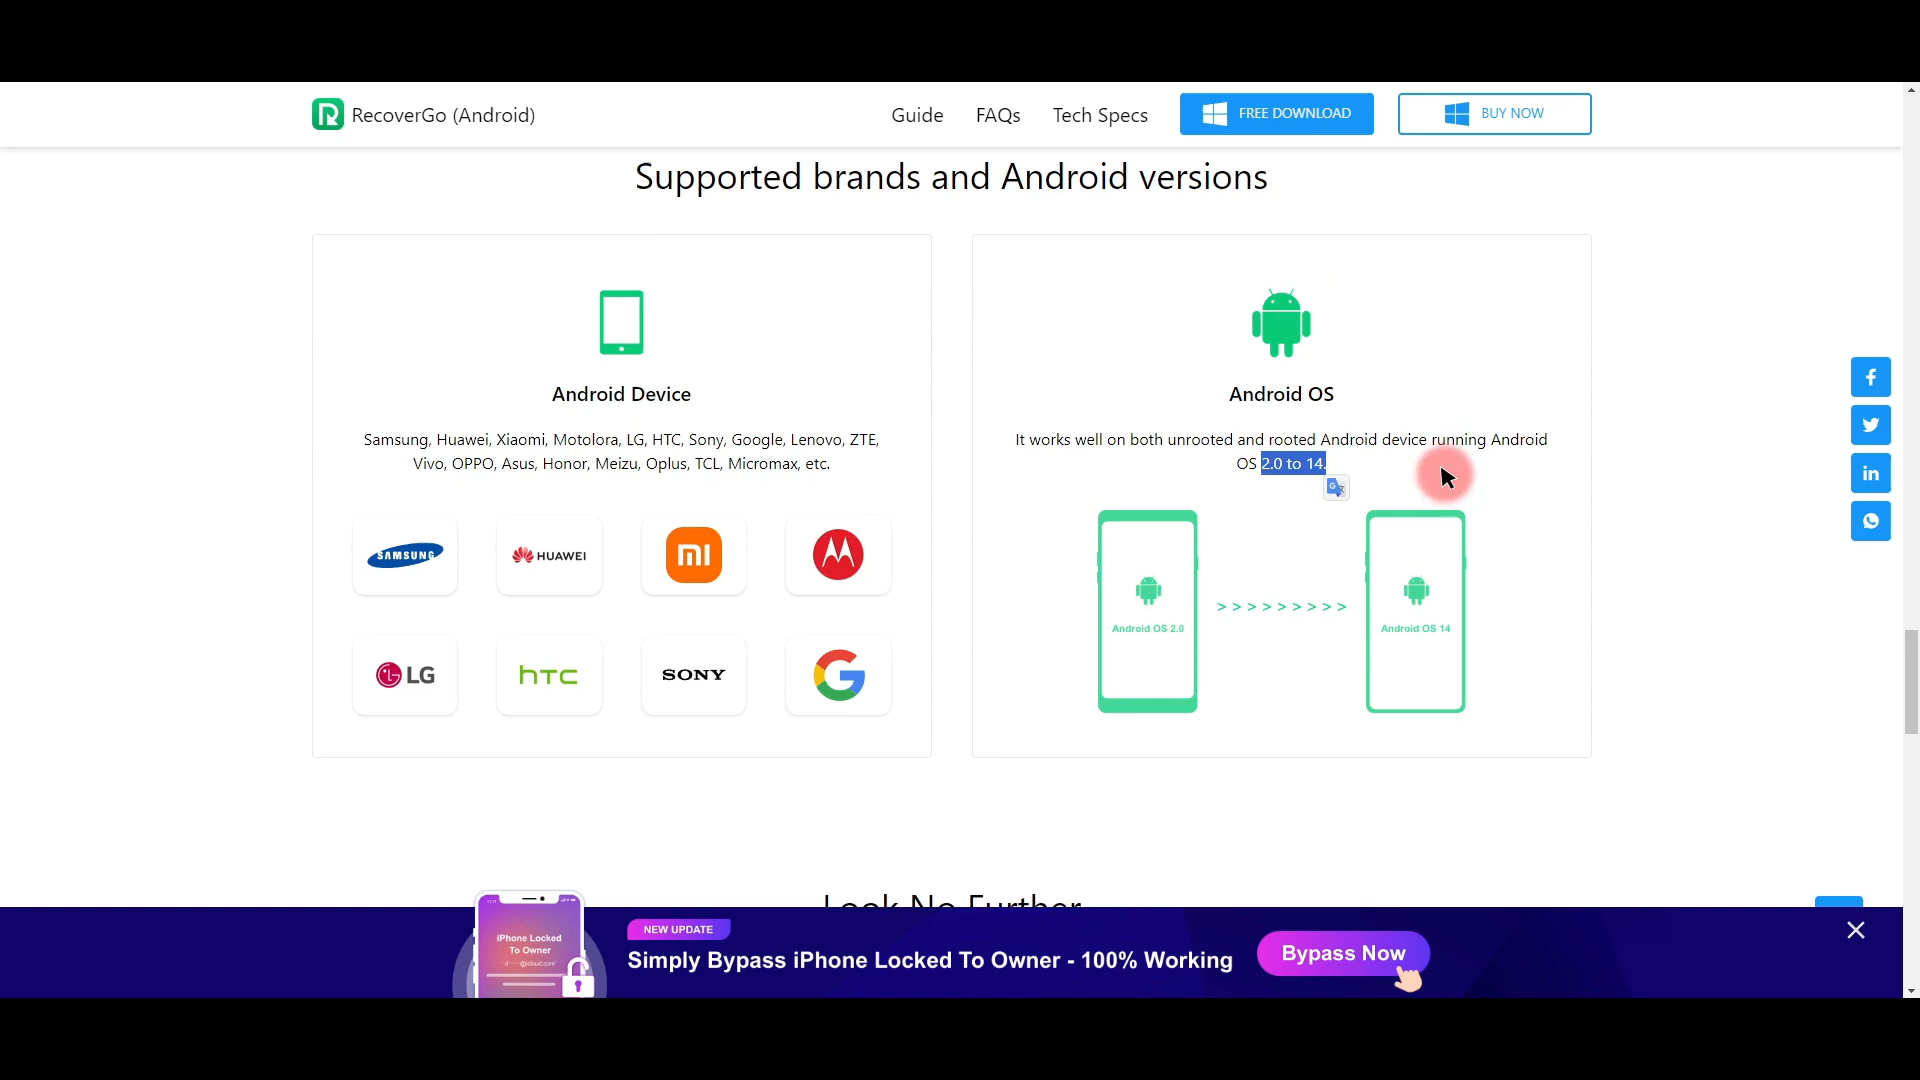 RecoverGo (Android)
Guide
FAQs
Tech Specs
FREE DOWNLOAD
BUY NOW
Supported brands and Android versions
Android Device
Samsung, Huawei, Xiaomi, Motolora, LG, HTC, Sony, Google, Lenovo, ZTE,
Vivo, OPPO, Asus, Honor, Meizu, Oplus, TCL, Micromax, etc.
SAMSUNG
HUAWEI
LG
hTC
SONY
Android OS
It works well on both unrooted and rooted Android device running Android
OS 2.0 to 14.
Android OS 2.0
> > > > > > > > >
Android OS 14
Look No Further
iPhone Locked
To Owner
NEW UPDATE
Simply Bypass iPhone Locked To Owner - 100% Working
Bypass Now